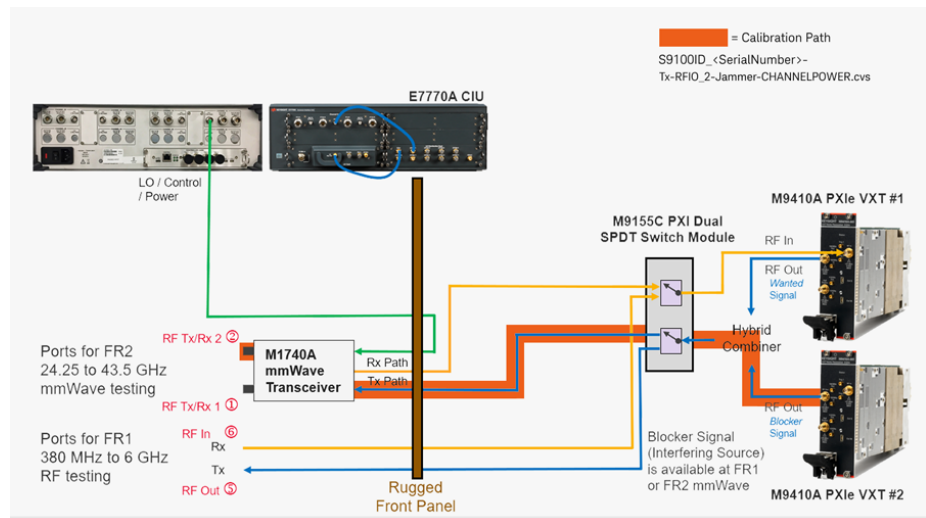 = Calibration Path
S9100ID_<SerialNumber>-
Tx-RFIO_2-Jammer-CHANNELPOWER.cvs
E7770A CIU
LO / Control
/ Power
M9410A PXIe VXT #1
M9155C PXI Dual
SPDT Switch Module
RF In
RF Out
Wanted
Signal
RF Tx/Rx 2 ②
Ports for FR2
24.25 to 43.5 GHz
mmWave testing
M1740A
mmWave
Transceiver
Rx Path
Tx Path
Hybrid
Combiner
RF Tx/Rx 1 ①
RF Out
Blocker
Signal
RF In ⑥
Ports for FR1
380 MHz to 6 GHz
RF testing
Rx
Tx
RF Out ⑤
Blocker Signal
(Interfering Source)
is available at FR1
or FR2 mmWave
Rugged
Front Panel
M9410A PXIe VXT #2